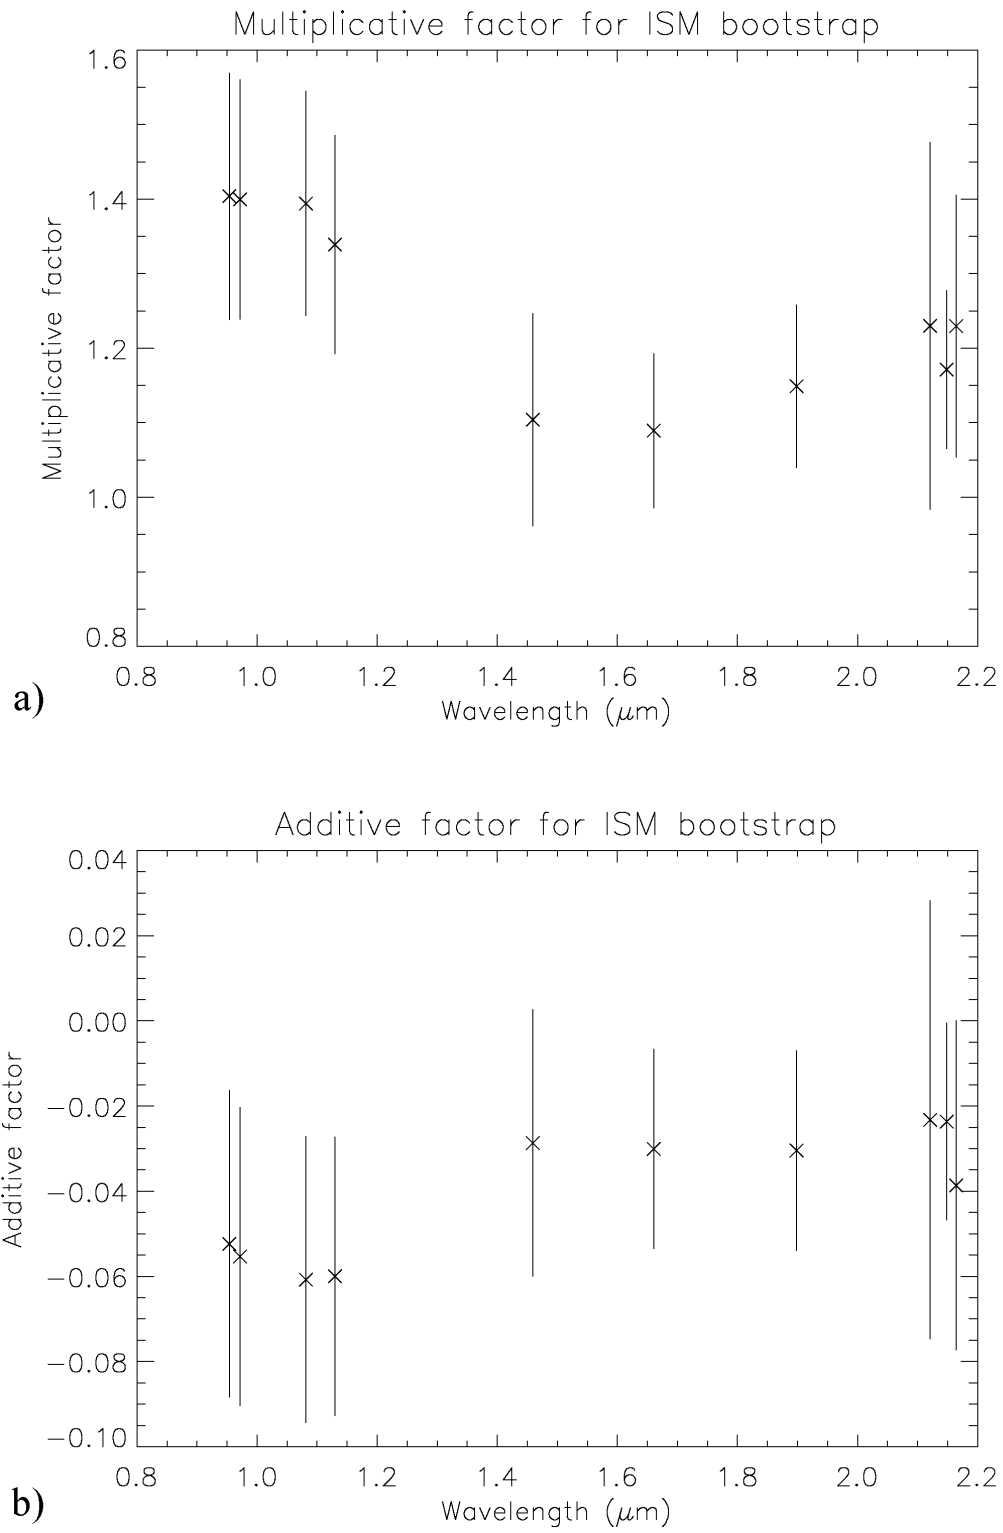 Multiplicative factor for ISM bootstrap
1.6
1.4
1.2
1.0
0.8
Multiplicative factor
0.8 1.0 1.2 1.4 1.6 1.8 2.0 2.2
Wavelength (μm)
a)
Additive factor for ISM bootstrap
0.04
0.02
0.00
−0.02
−0.04
−0.06
−0.08
−0.10
Additive factor
0.8 1.0 1.2 1.4 1.6 1.8 2.0 2.2
Wavelength (μm)
b)